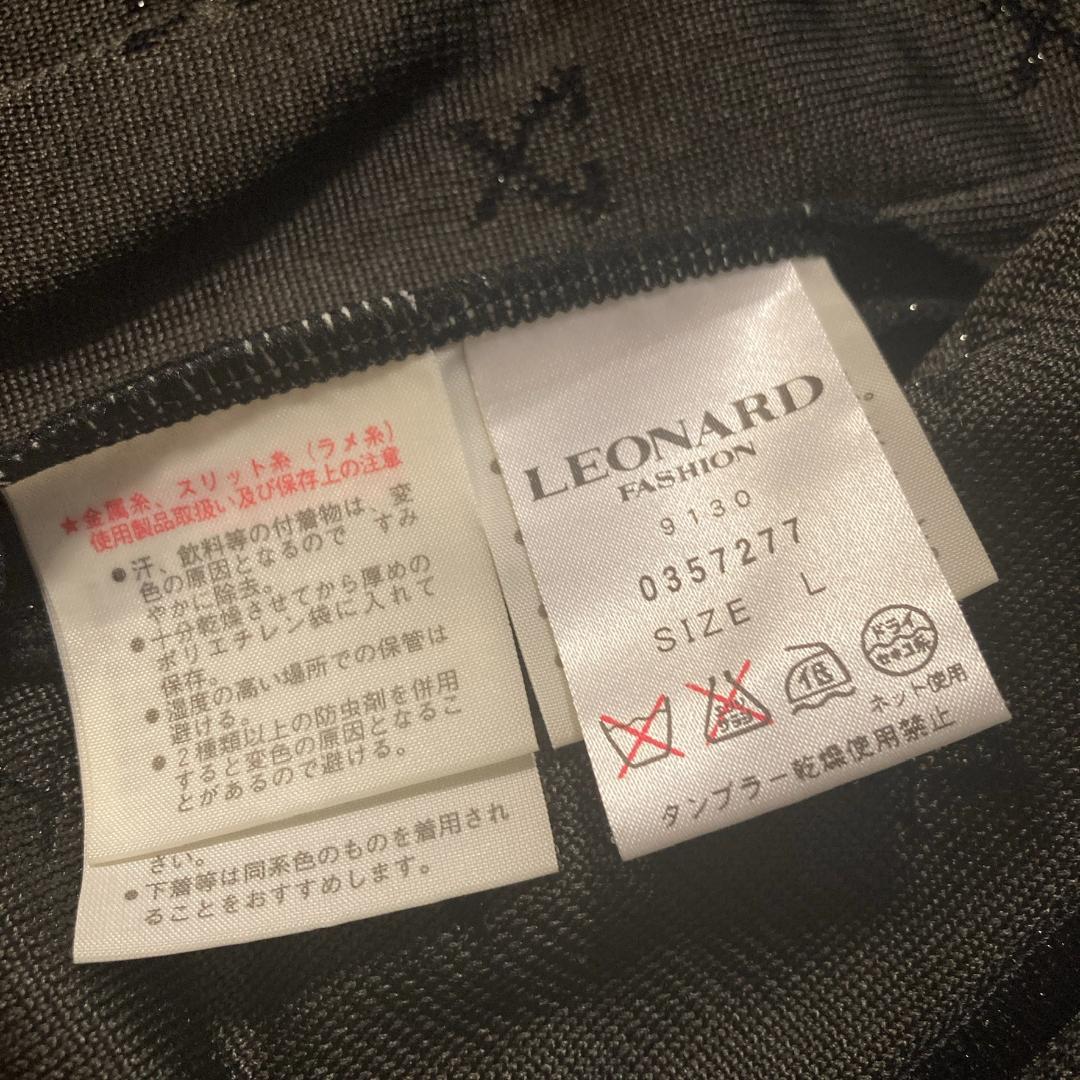 ★金属糸、スリット糸（ラメ糸）
使用製品取扱い及び保存上の注意
●汗、飲料等の付着物は、変
色の原因となるので すみ
やかに除去。
●十分乾燥させてから厚めの
ポリエチレン袋に入れて
保存。
●湿度の高い場所での保管は
避ける。
●2種類以上の防虫剤を併用
すると変色の原因となるこ
とがあるので避ける。
さい。
●下着等は同系色のものを着用され
ることをおすすめします。
LEONARD
FASHION
9130
0357277
SIZE L
低
ドライ
セキユ系
ネット使用
タンブラー乾燥使用禁止